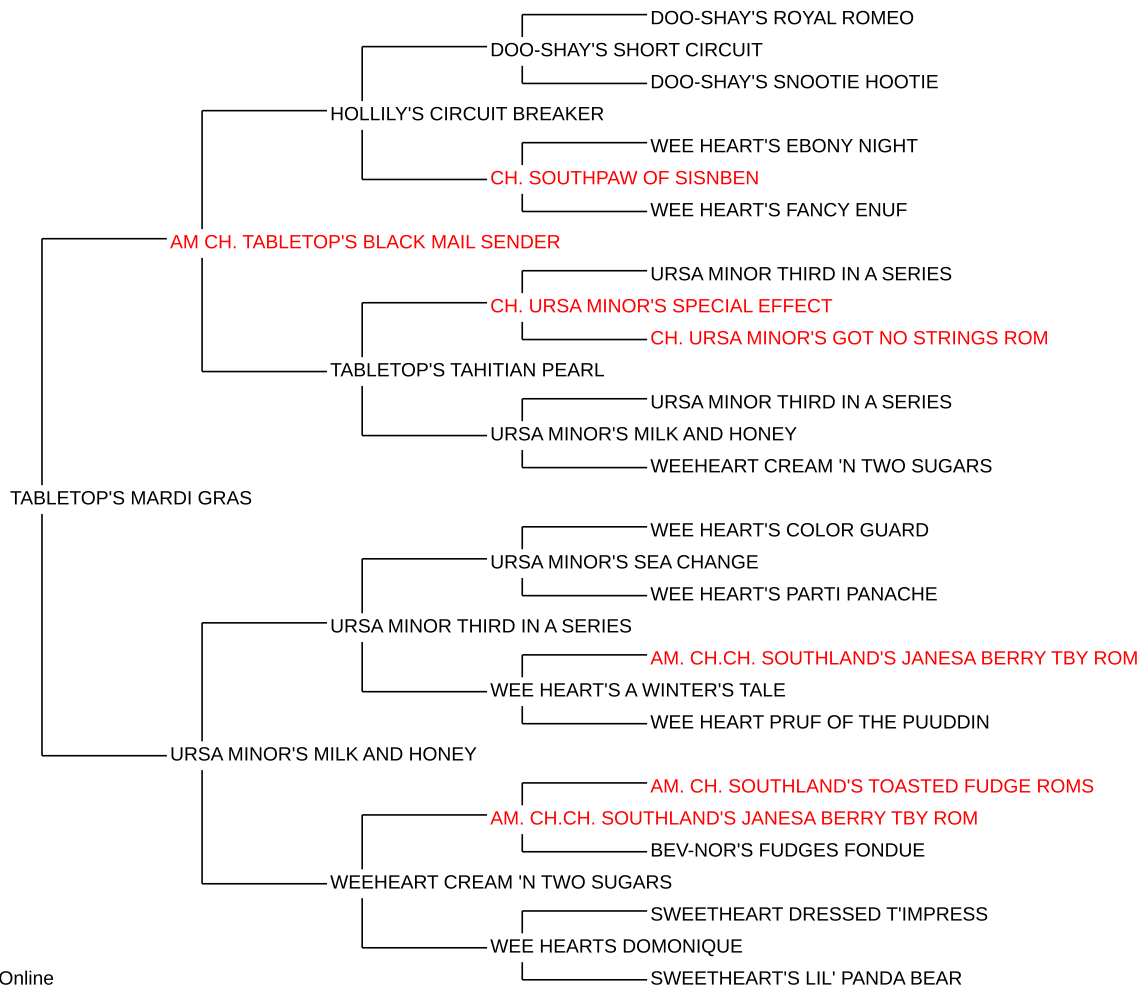 DOO-SHAY'S ROYAL ROMEO
DOO-SHAY'S SHORT CIRCUIT
DOO-SHAY'S SNOOTIE HOOTIE
HOLLILY'S CIRCUIT BREAKER
WEE HEART'S EBONY NIGHT
CH. SOUTHPAW OF SISNBEN
WEE HEART'S FANCY ENUF
AM CH. TABLETOP'S BLACK MAIL SENDER
URSA MINOR THIRD IN A SERIES
CH. URSA MINOR'S SPECIAL EFFECT
CH. URSA MINOR'S GOT NO STRINGS ROM
TABLETOP'S TAHITIAN PEARL
URSA MINOR THIRD IN A SERIES
URSA MINOR'S MILK AND HONEY
WEEHEART CREAM 'N TWO SUGARS
TABLETOP'S MARDI GRAS
WEE HEART'S COLOR GUARD
URSA MINOR'S SEA CHANGE
WEE HEART'S PARTI PANACHE
URSA MINOR THIRD IN A SERIES
AM. CH.CH. SOUTHLAND'S JANESA BERRY TBY ROM
WEE HEART'S A WINTER'S TALE
WEE HEART PRUF OF THE PUUDDIN
URSA MINOR'S MILK AND HONEY
AM. CH. SOUTHLAND'S TOASTED FUDGE ROMS
AM. CH.CH. SOUTHLAND'S JANESA BERRY TBY ROM
BEV-NOR'S FUDGES FONDUE
WEEHEART CREAM 'N TWO SUGARS
SWEETHEART DRESSED T'IMPRESS
WEE HEARTS DOMONIQUE
SWEETHEART'S LIL' PANDA BEAR
Online